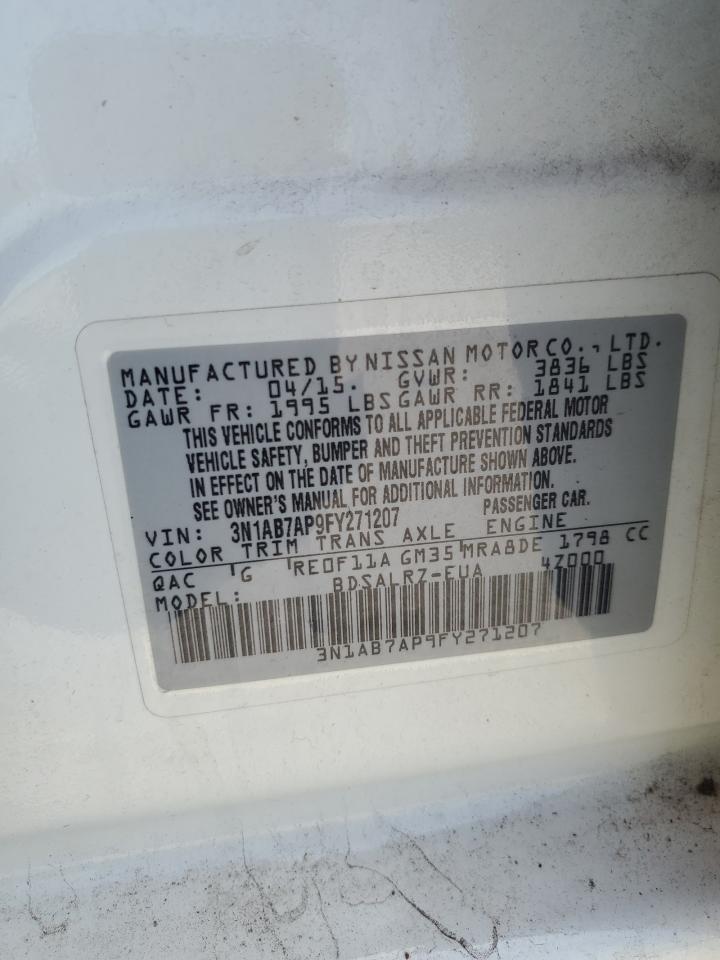 MANUFACTURED BY NISSAN MOTOR CO., LTD.
DATE: 04/15. GVWR: 3836 LBS
GAWR FR: 1995 LBS GAWR RR: 1841 LBS
THIS VEHICLE CONFORMS TO ALL APPLICABLE FEDERAL MOTOR
VEHICLE SAFETY, BUMPER AND THEFT PREVENTION STANDARDS
IN EFFECT ON THE DATE OF MANUFACTURE SHOWN ABOVE.
SEE OWNER'S MANUAL FOR ADDITIONAL INFORMATION.
VIN: 3N1AB7AP9FY271207 PASSENGER CAR.
COLOR TRIM TRANS AXLE ENGINE
QAC G RE0F11A GM35 MRA8DE 1798 CC
MODEL: BDSALRZ-EUA 4Z000
3N1AB7AP9FY271207